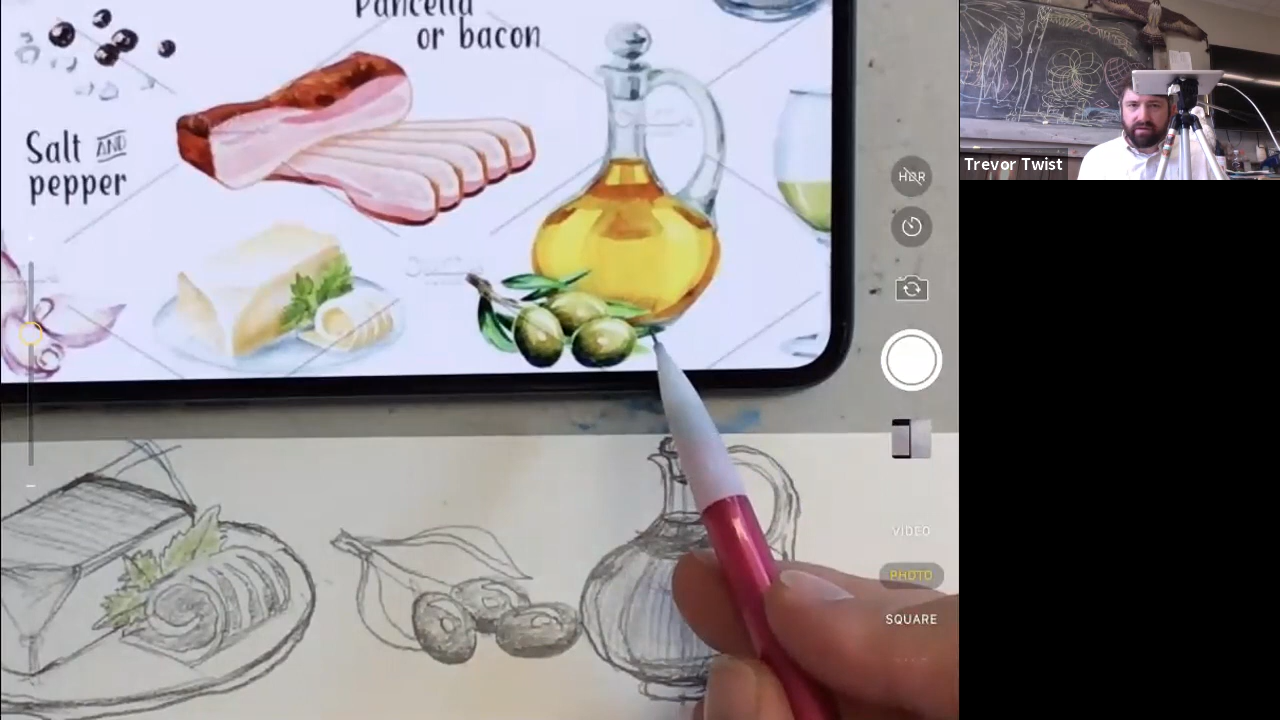 Pancetta
or bacon
Salt AND
pepper
HDR
Trevor Twist
VIDEO
PHOTO
SQUARE